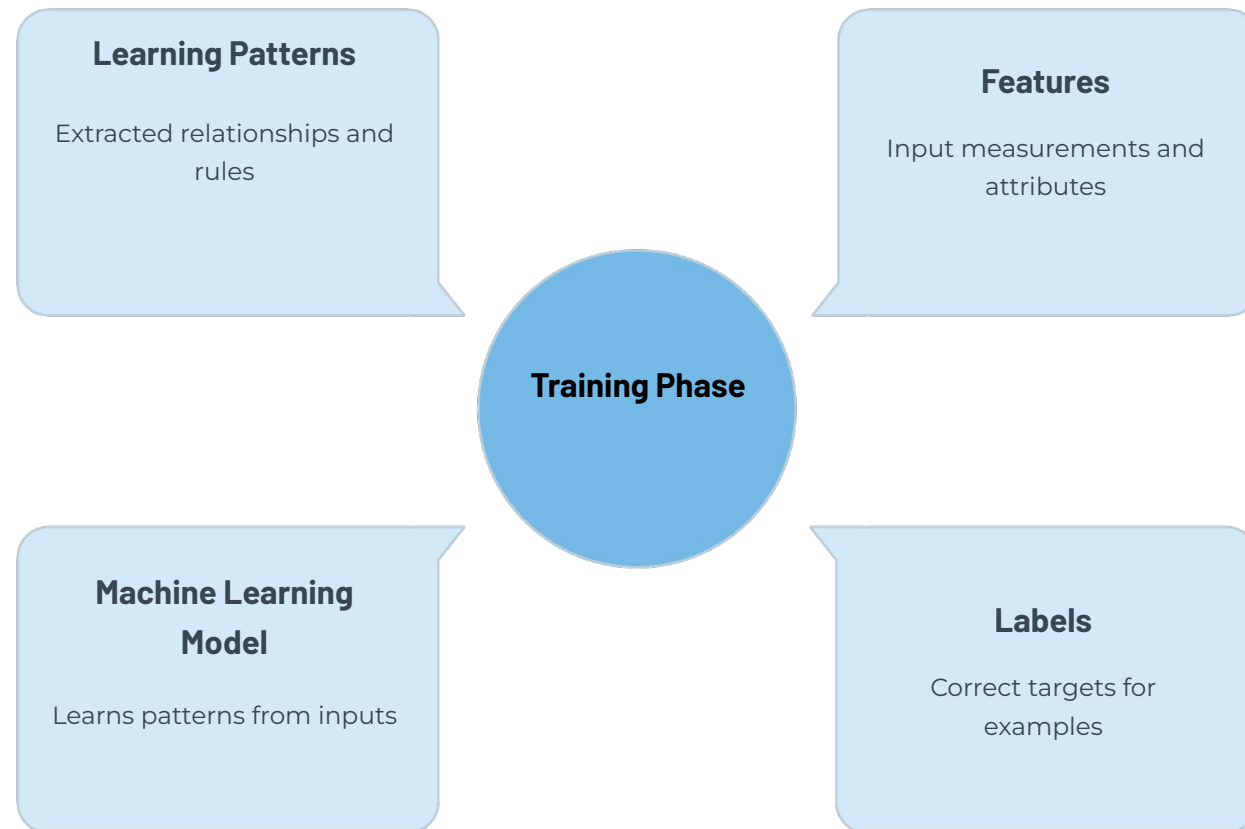 Learning Patterns
Extracted relationships and
rules
Features
Input measurements and
attributes
Training Phase
Machine Learning
Model
Learns patterns from inputs
Labels
Correct targets for
examples